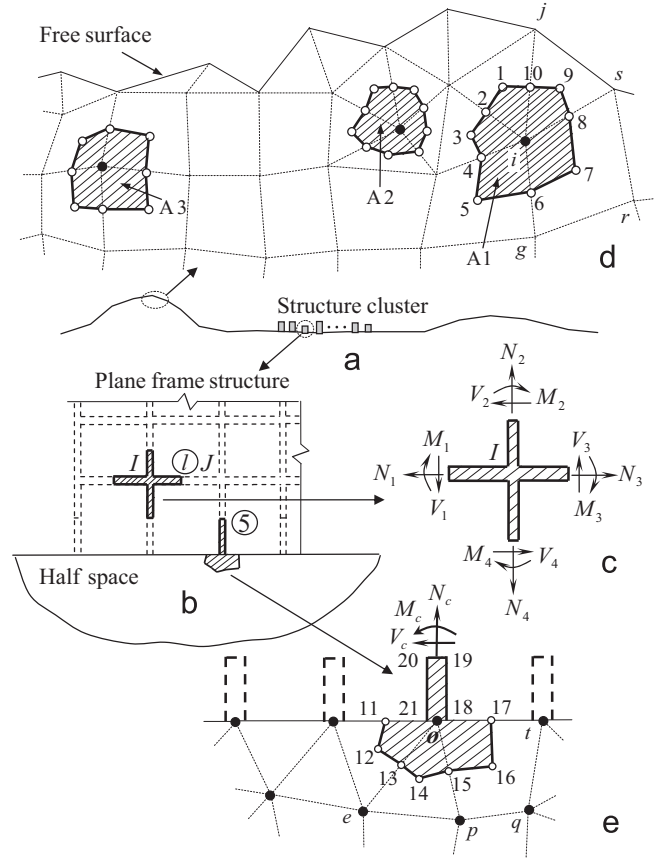 j
Free surface
1 10 9
s
2
8
3
i
4
7
A2
A3
5
6
A1
r
g
d
Structure cluster
a
Plane frame structure
N2
V2 M2
I l J
M1 I V3
N1 N3
V1 M3
5
M4 V4
c
Half space
b
N4
Nc
Mc
Vc
20 19
11 21 18 17
o t
12
13 16
14 15
e
p q
e